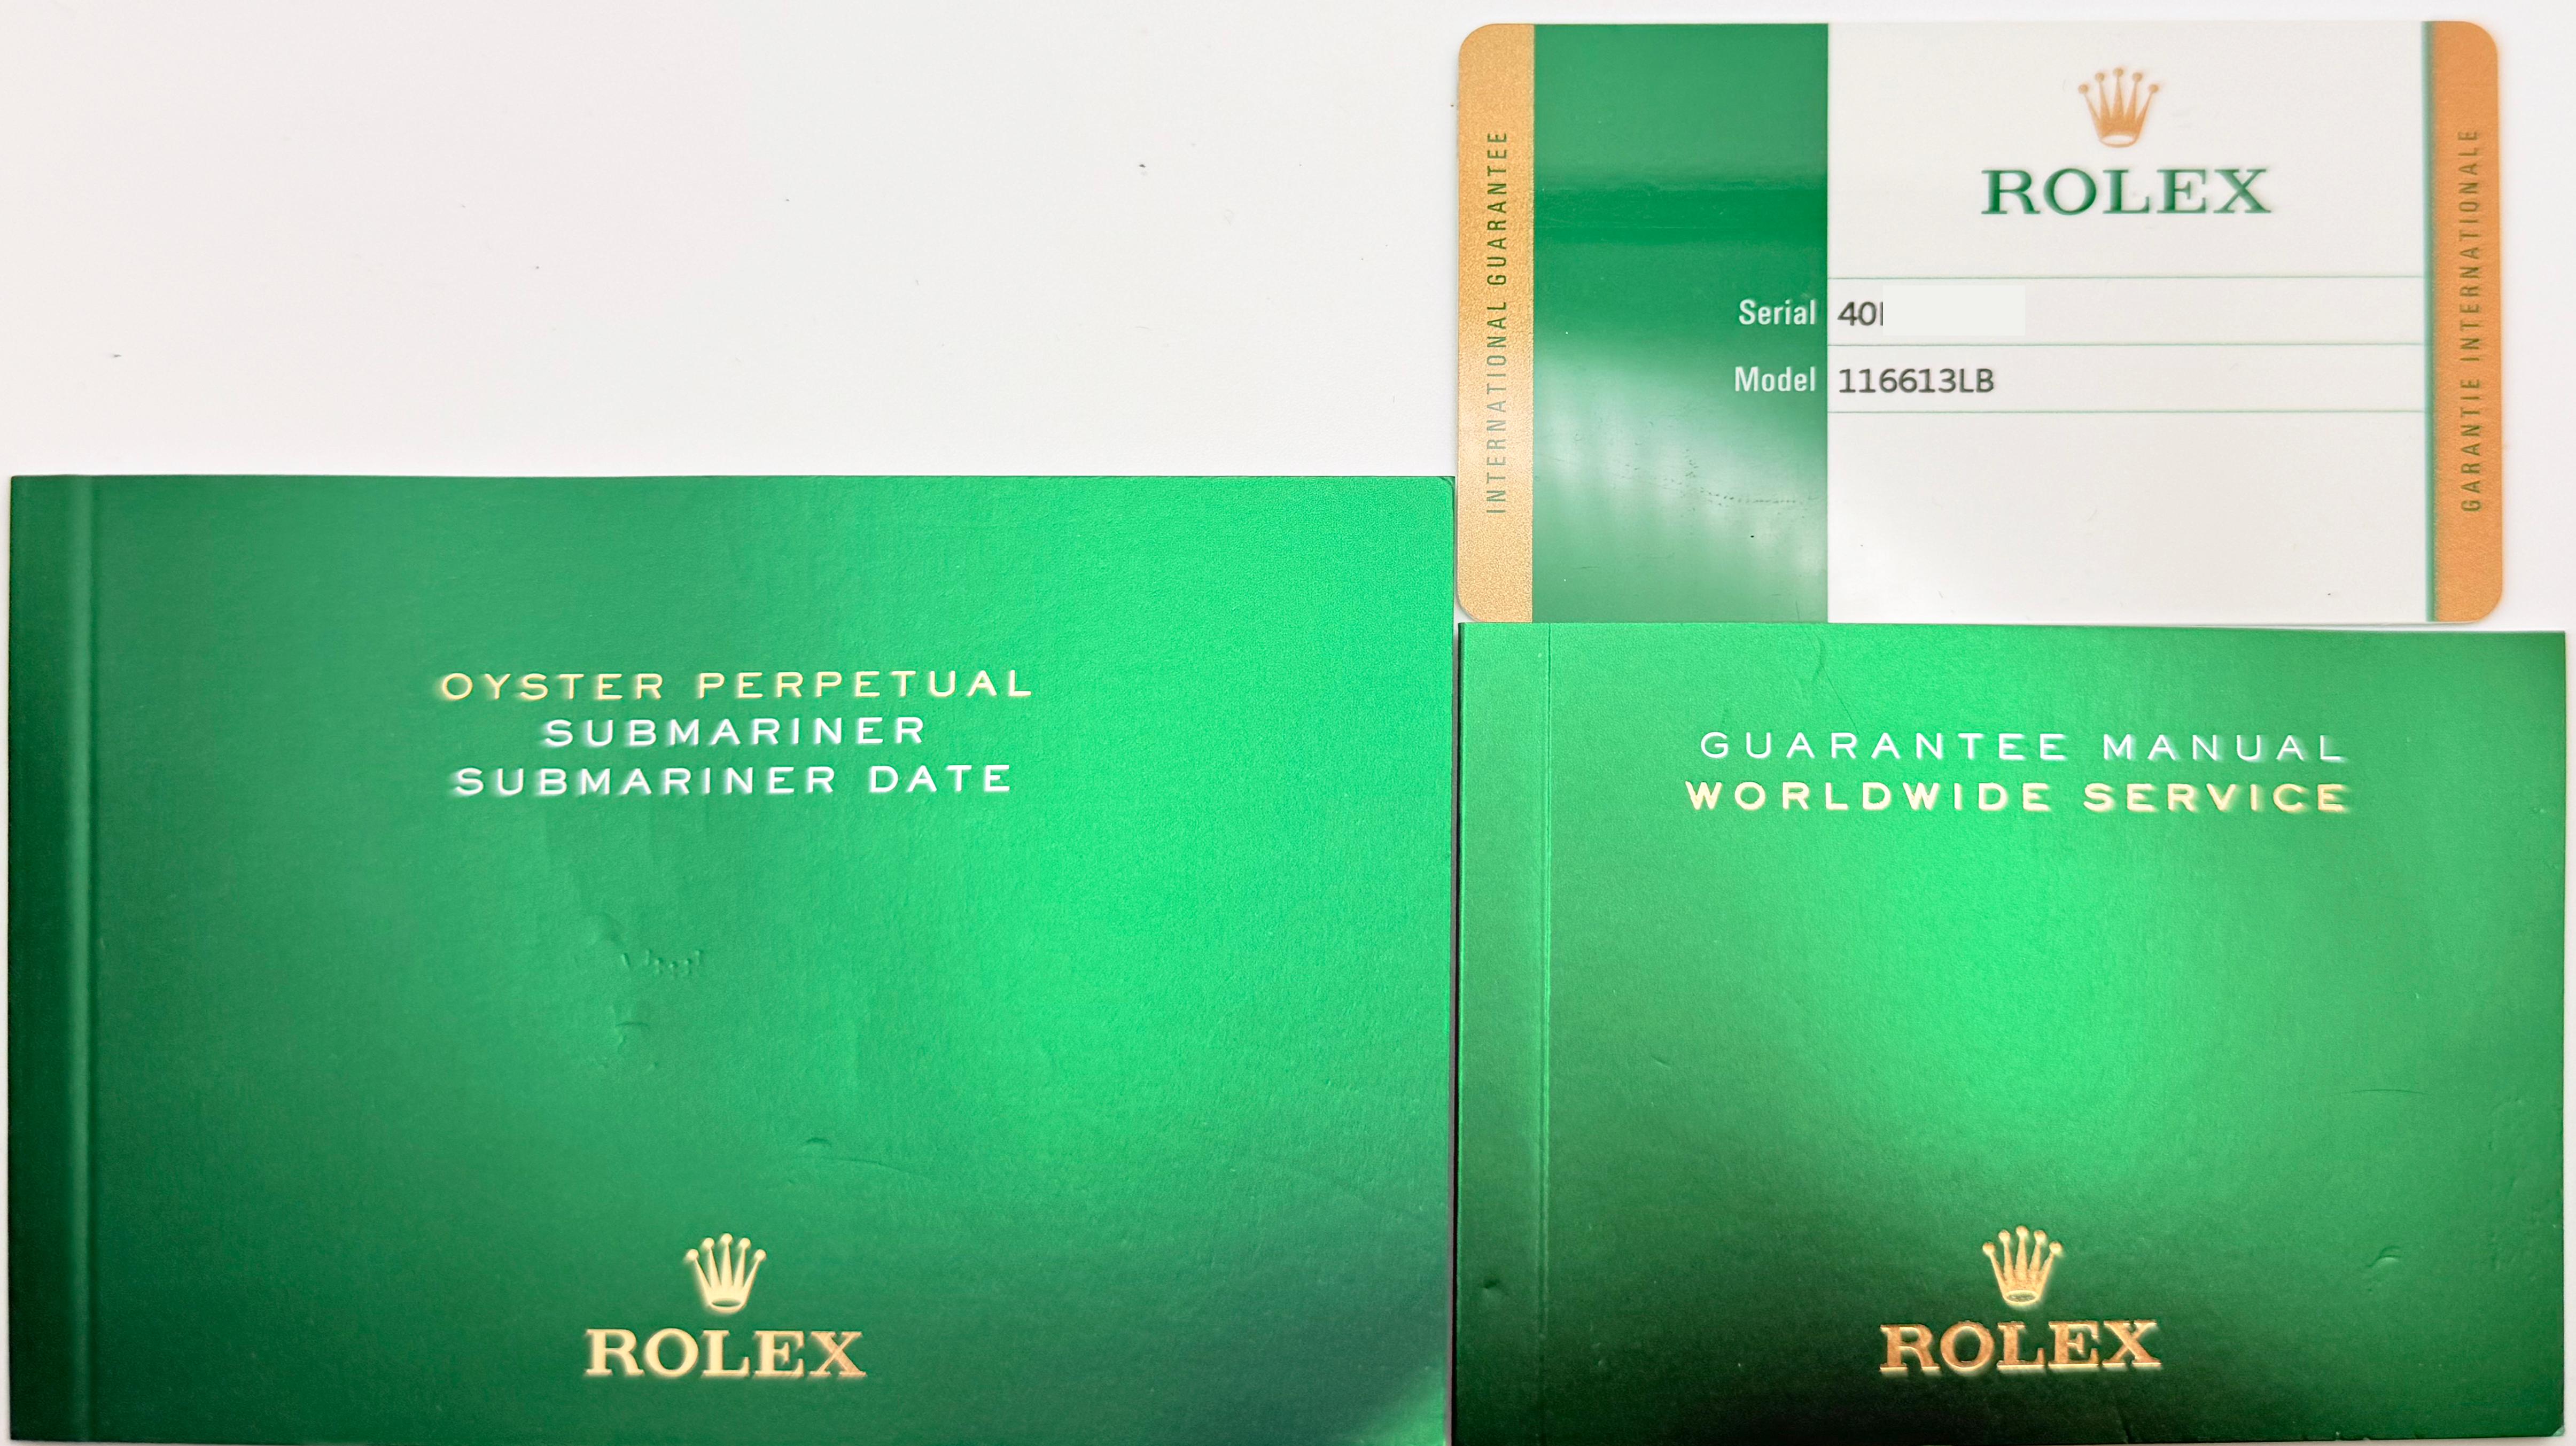 INTERNATIONAL GUARANTEE
ROLEX
Serial 40
Model 116613LB
GARANTIE INTERNATIONALE
OYSTER PERPETUAL
SUBMARINER
SUBMARINER DATE
ROLEX
GUARANTEE MANUAL
WORLDWIDE SERVICE
ROLEX